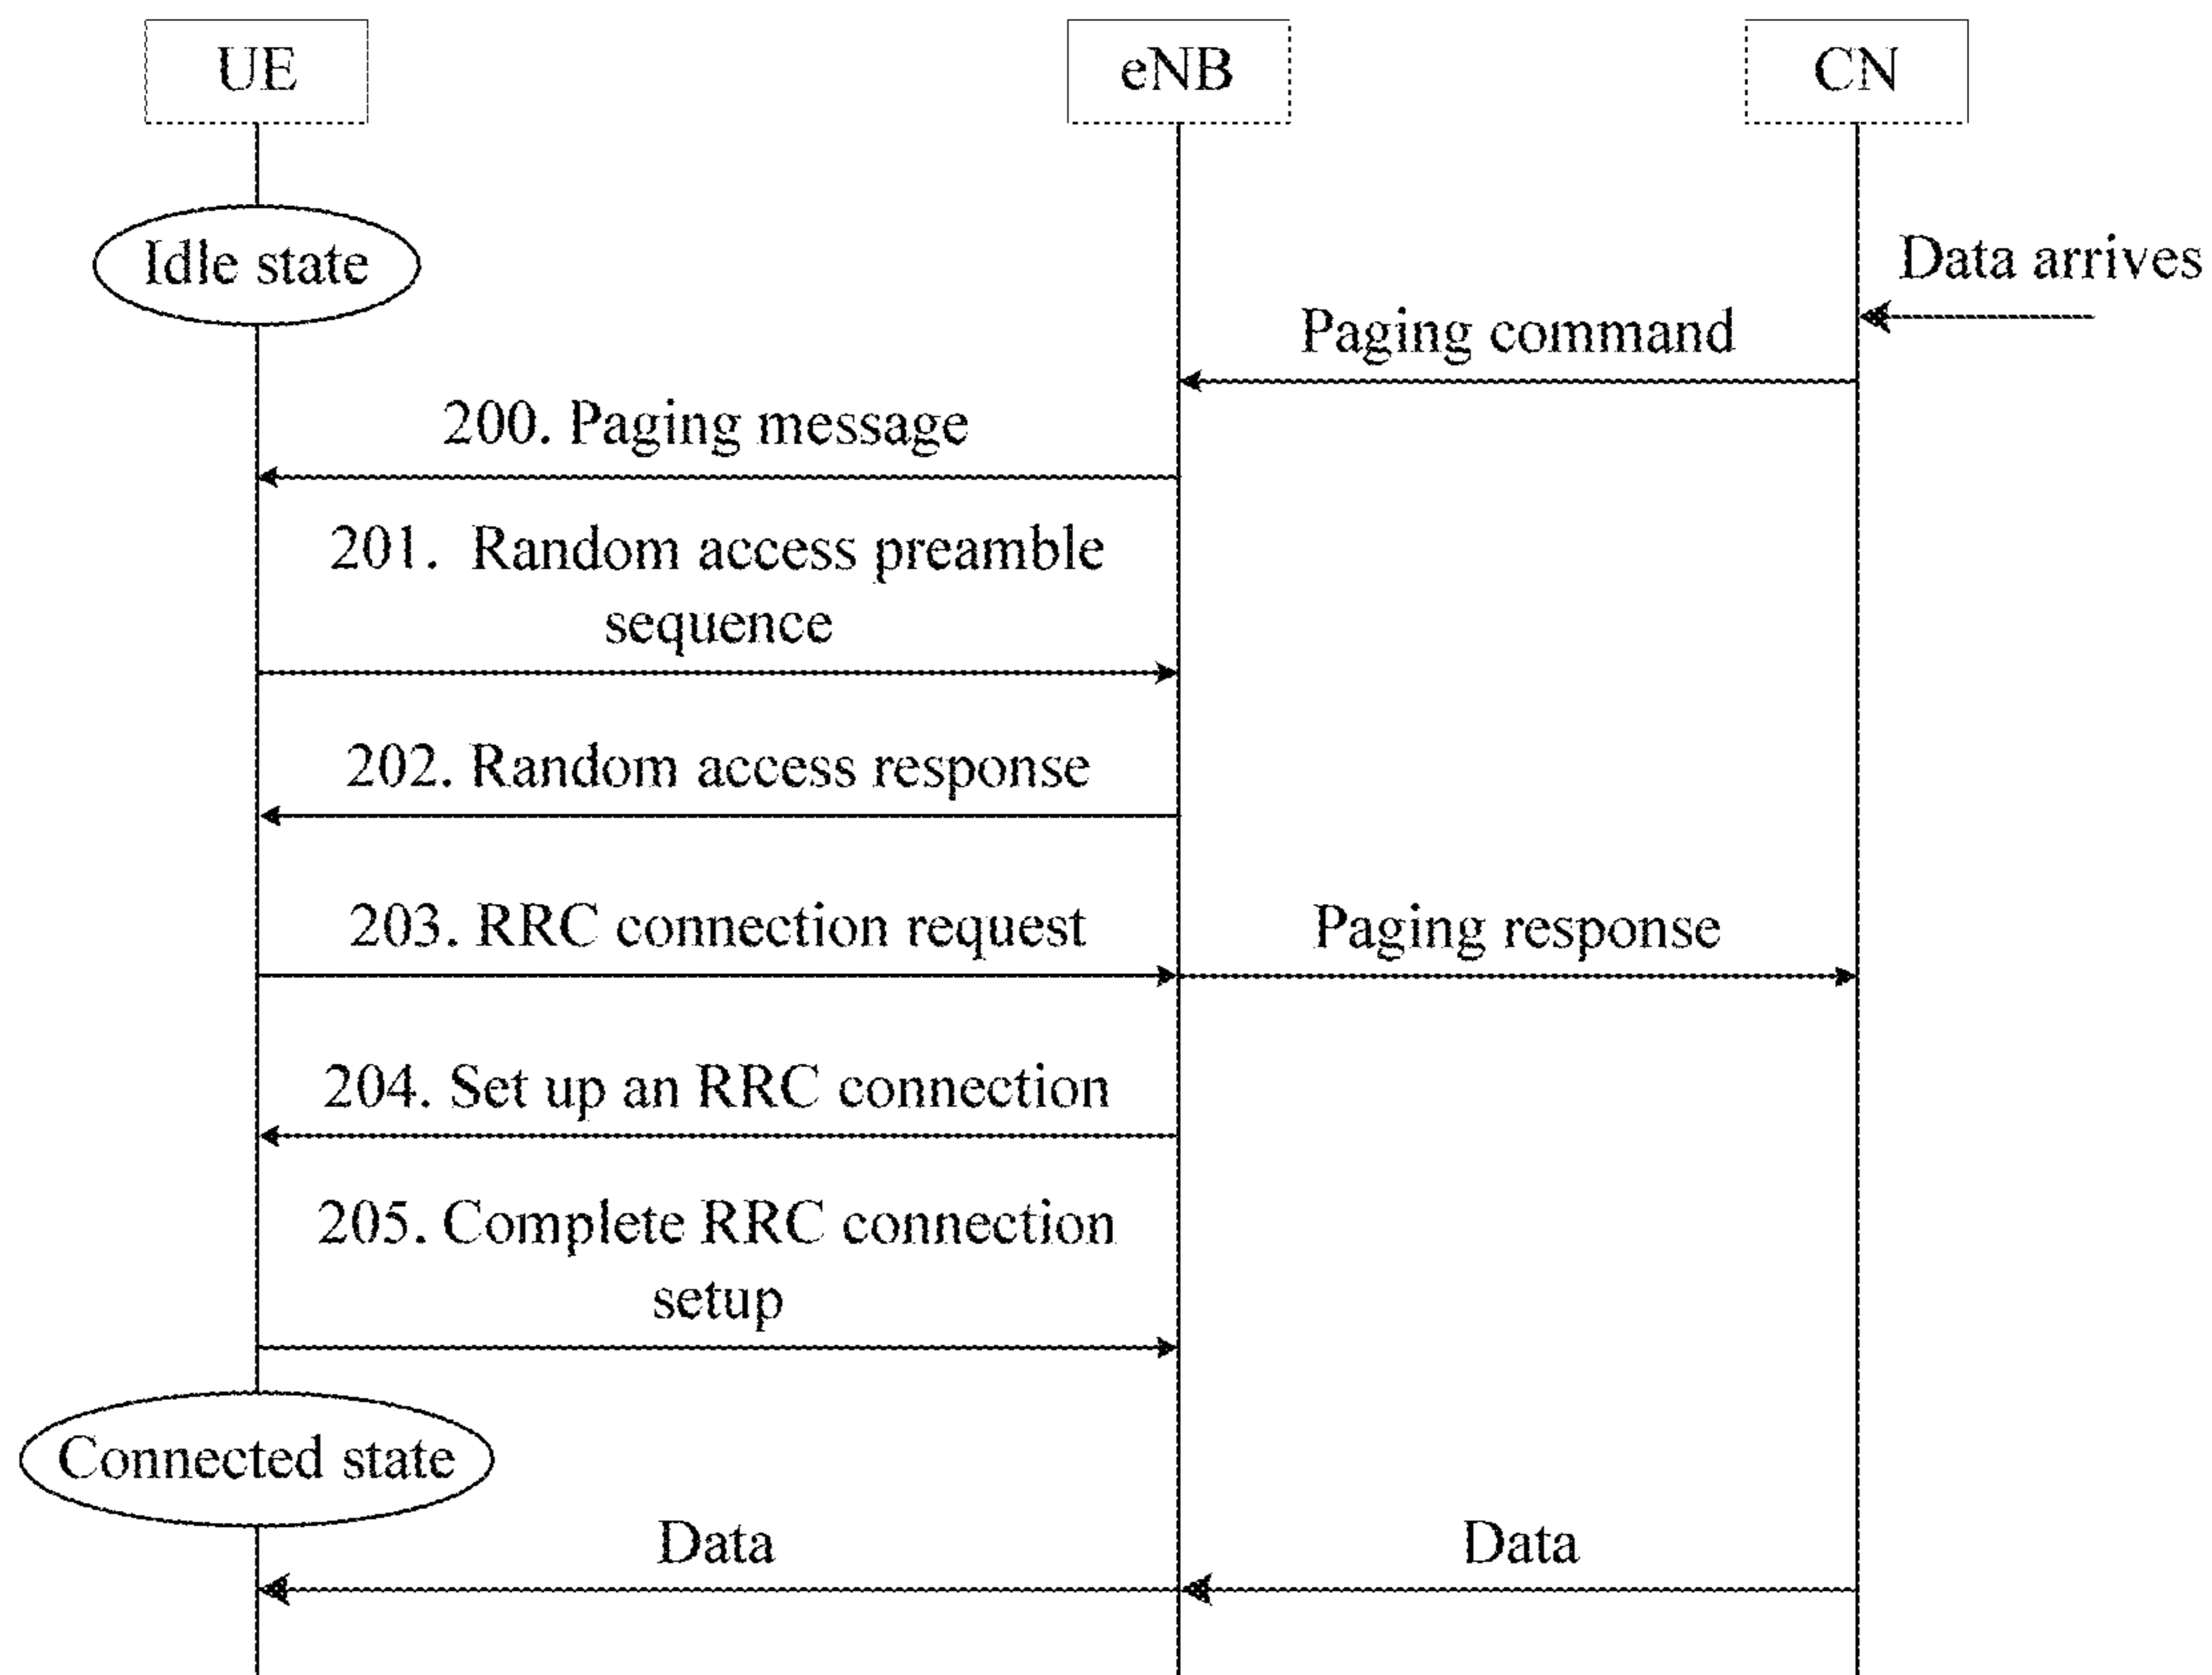 UE
eNB
CN
Idle state
Data arrives
Paging command
200. Paging message
201. Random access preamble
sequence
202. Random access response
203. RRC connection request
Paging response
204. Set up an RRC connection
205. Complete RRC connection
setup
Connected state
Data
Data